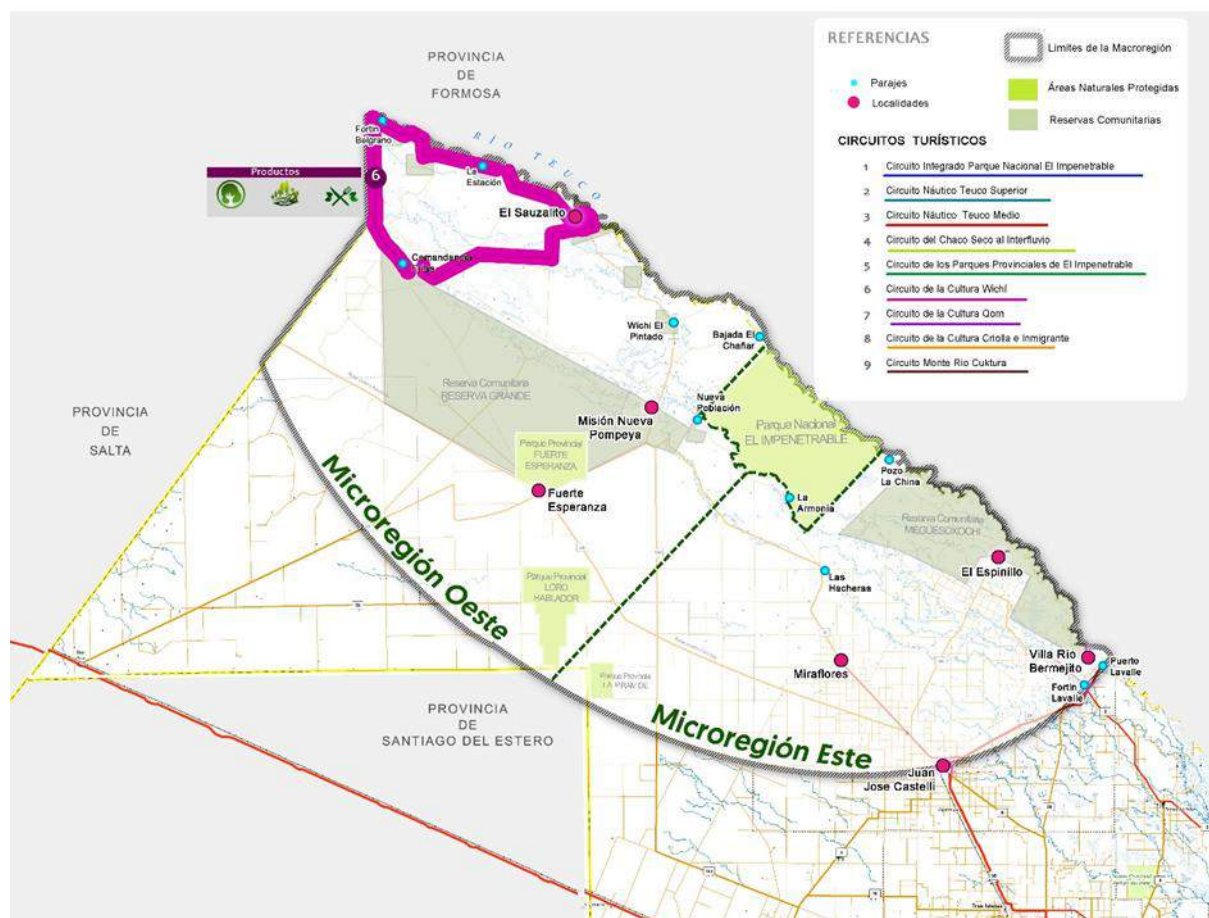 PROVINCIA
DE
FORMOSA
REFERENCIAS
Parajes
Localidades
Limites de la Macroregión
Áreas Naturales Protegidas
Reservas Comunitarias
CIRCUITOS TURÍSTICOS
1 Circuito Integrado Parque Nacional El Impenetrable
2 Circuito Náutico Teuco Superior
3 Circuito Náutico Teuco Medio
4 Circuito del Chaco Seco al Interfluvio
5 Circuito de los Parques Provinciales de El Impenetrable
6 Circuito de la Cultura Wichí
7 Circuito de la Cultura Qom
8 Circuito de la Cultura Criolla e Inmigrante
9 Circuito Monte Río Cuktura
Fortín
Belgrano
RÍO TEUCO
La
Estación
Productos
6
El Sauzalito
Comandancia
Wichi El
Pintado
Bajada El
Chañar
PROVINCIA
DE
SALTA
Reserva Comunitaria
RESERVA GRANDE
Misión Nueva
Pompeya
Nueva
Población
Parque Nacional
EL IMPENETRABLE
Parque Provincial
FUERTE
ESPERANZA
Fuerte
Esperanza
Pozo
La China
La
Armonía
Reserva Comunitaria
El Espinillo
Microregión Oeste
Parque Provincial
LORO
HABLADOR
Las
Hacheras
Miraflores
Villa Río
Bermejito
Puerto
Lavalle
Fortín
Lavalle
Parque Provincial
PROVINCIA
DE
SANTIAGO DEL ESTERO
Microregión Este
Juan
Jose Castelli